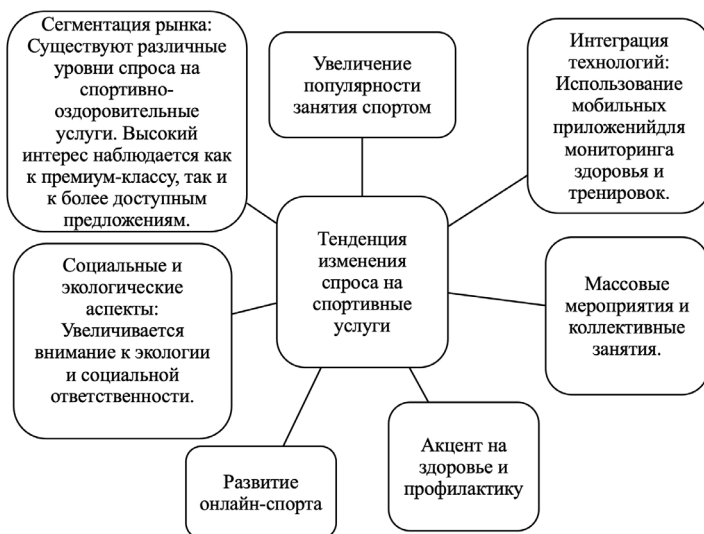 Сегментация рынка:
Существуют различные
уровни спроса на
спортивно-
оздоровительные
услуги. Высокий
интерес наблюдается как
к премиум-классу, так и
к более доступным
предложениям.
Увеличение
популярности
занятия спортом
Интеграция
технологий:
Использование
мобильных
приложенийдля
мониторинга
здоровья и
тренировок.
Тенденция
изменения
спроса на
спортивные
услуги
Социальные и
экологические
аспекты:
Увеличивается
внимание к экологии
и социальной
ответственности.
Массовые
мероприятия и
коллективные
занятия.
Развитие
онлайн-спорта
Акцент на
здоровье и
профилактику